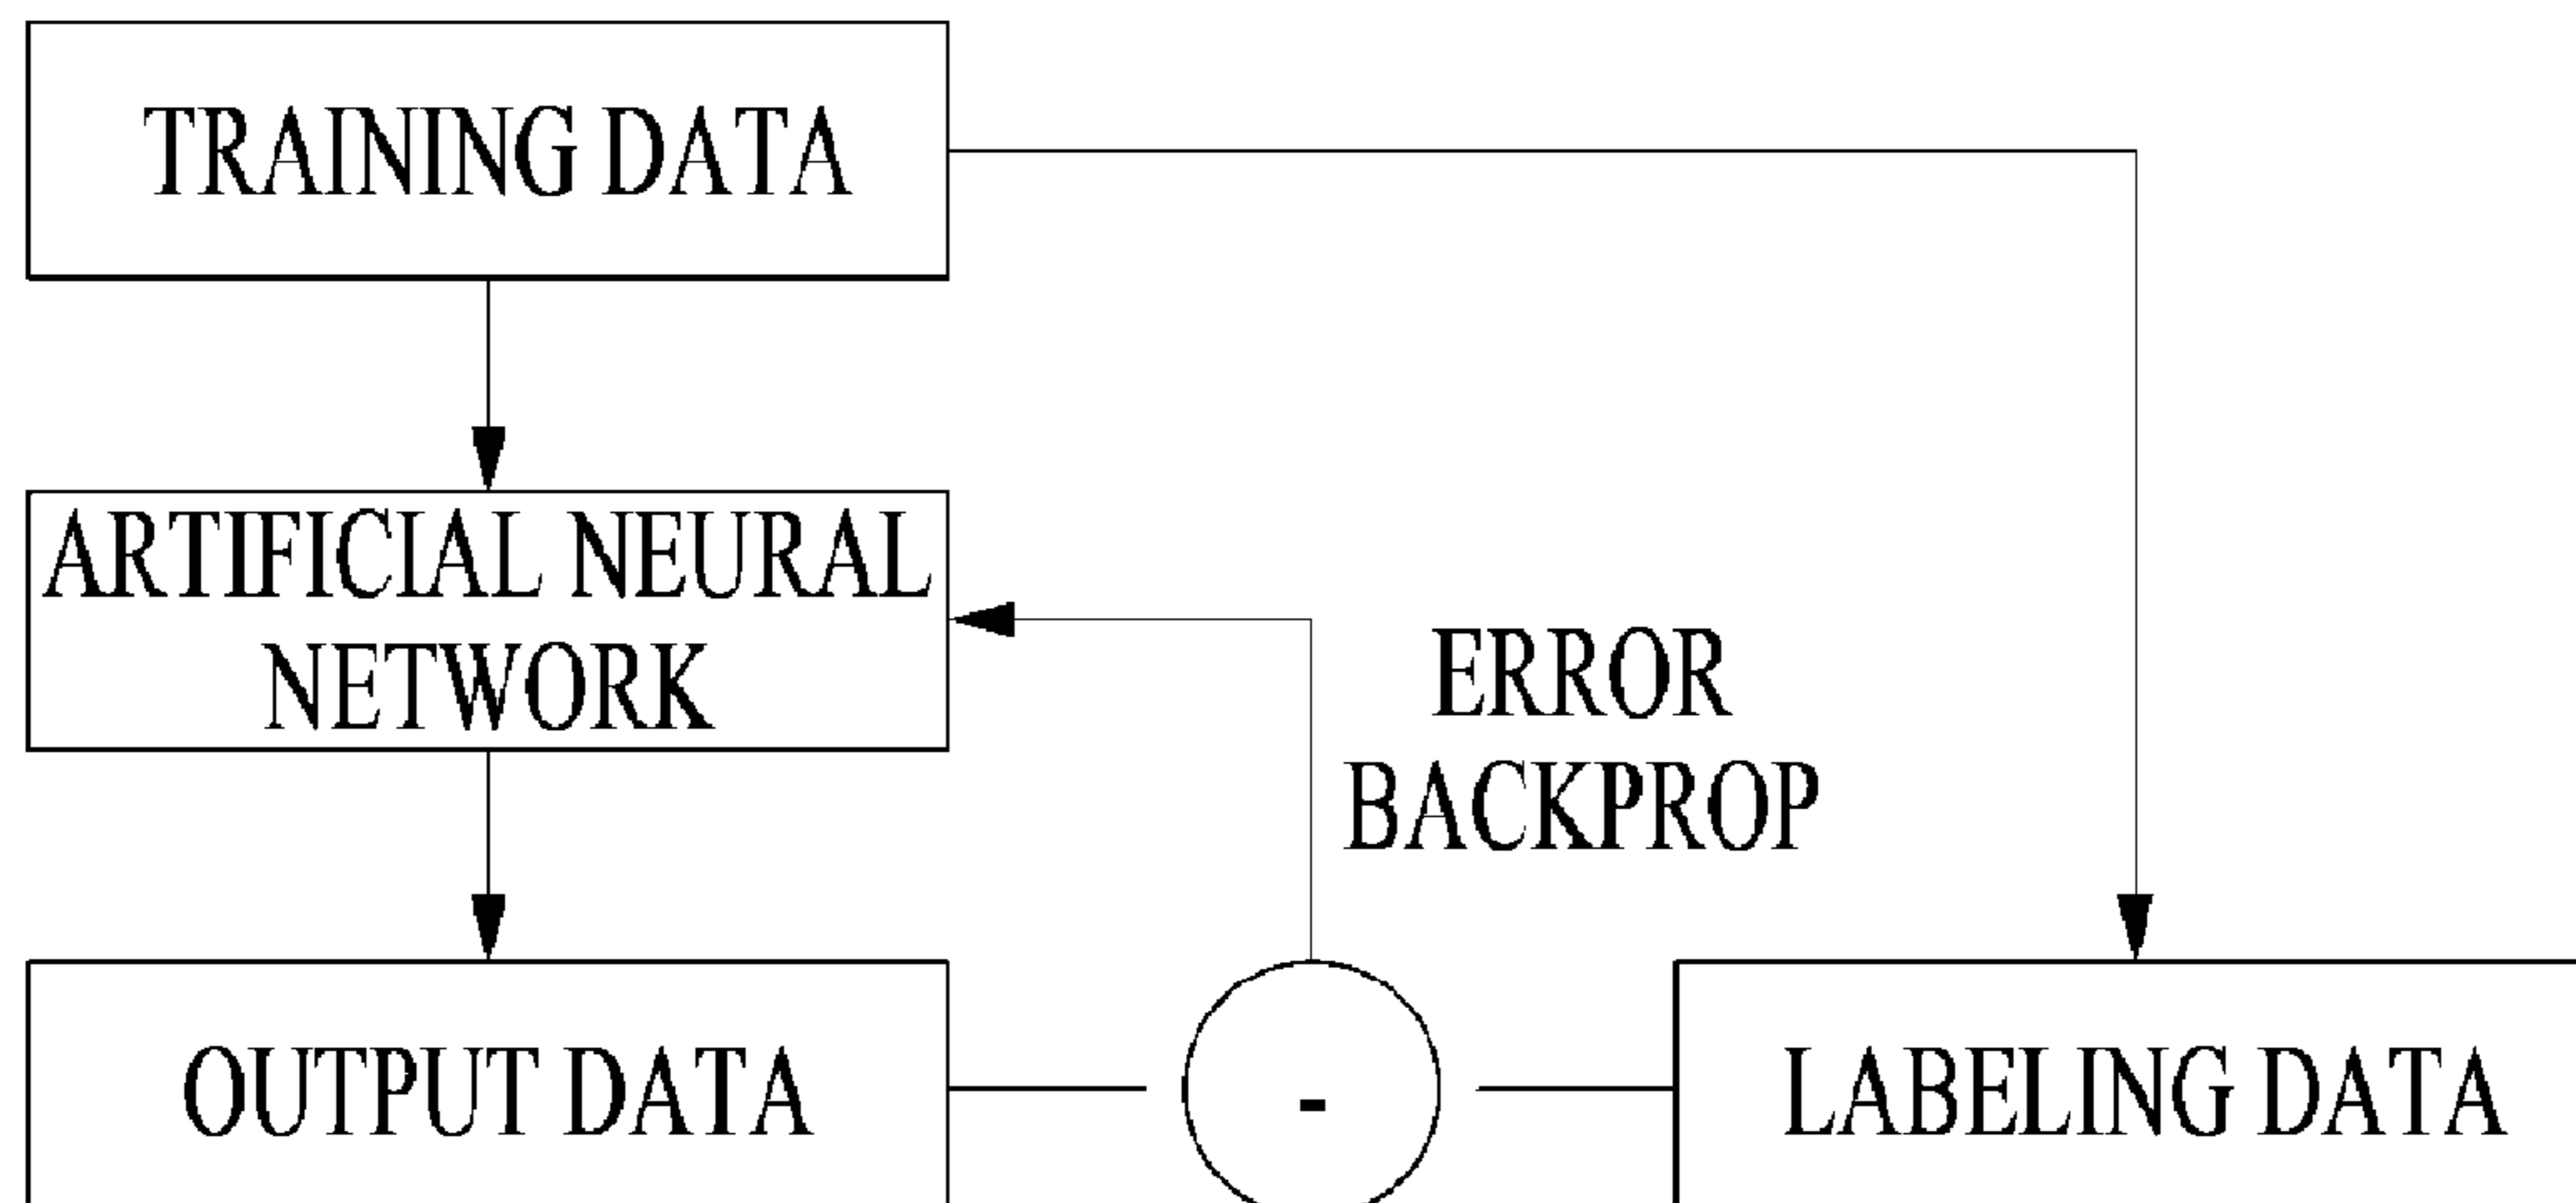 TRAINING DATA
ARTIFICIAL NEURAL
NETWORK
ERROR
BACKPROP
OUTPUT DATA
-
LABELING DATA